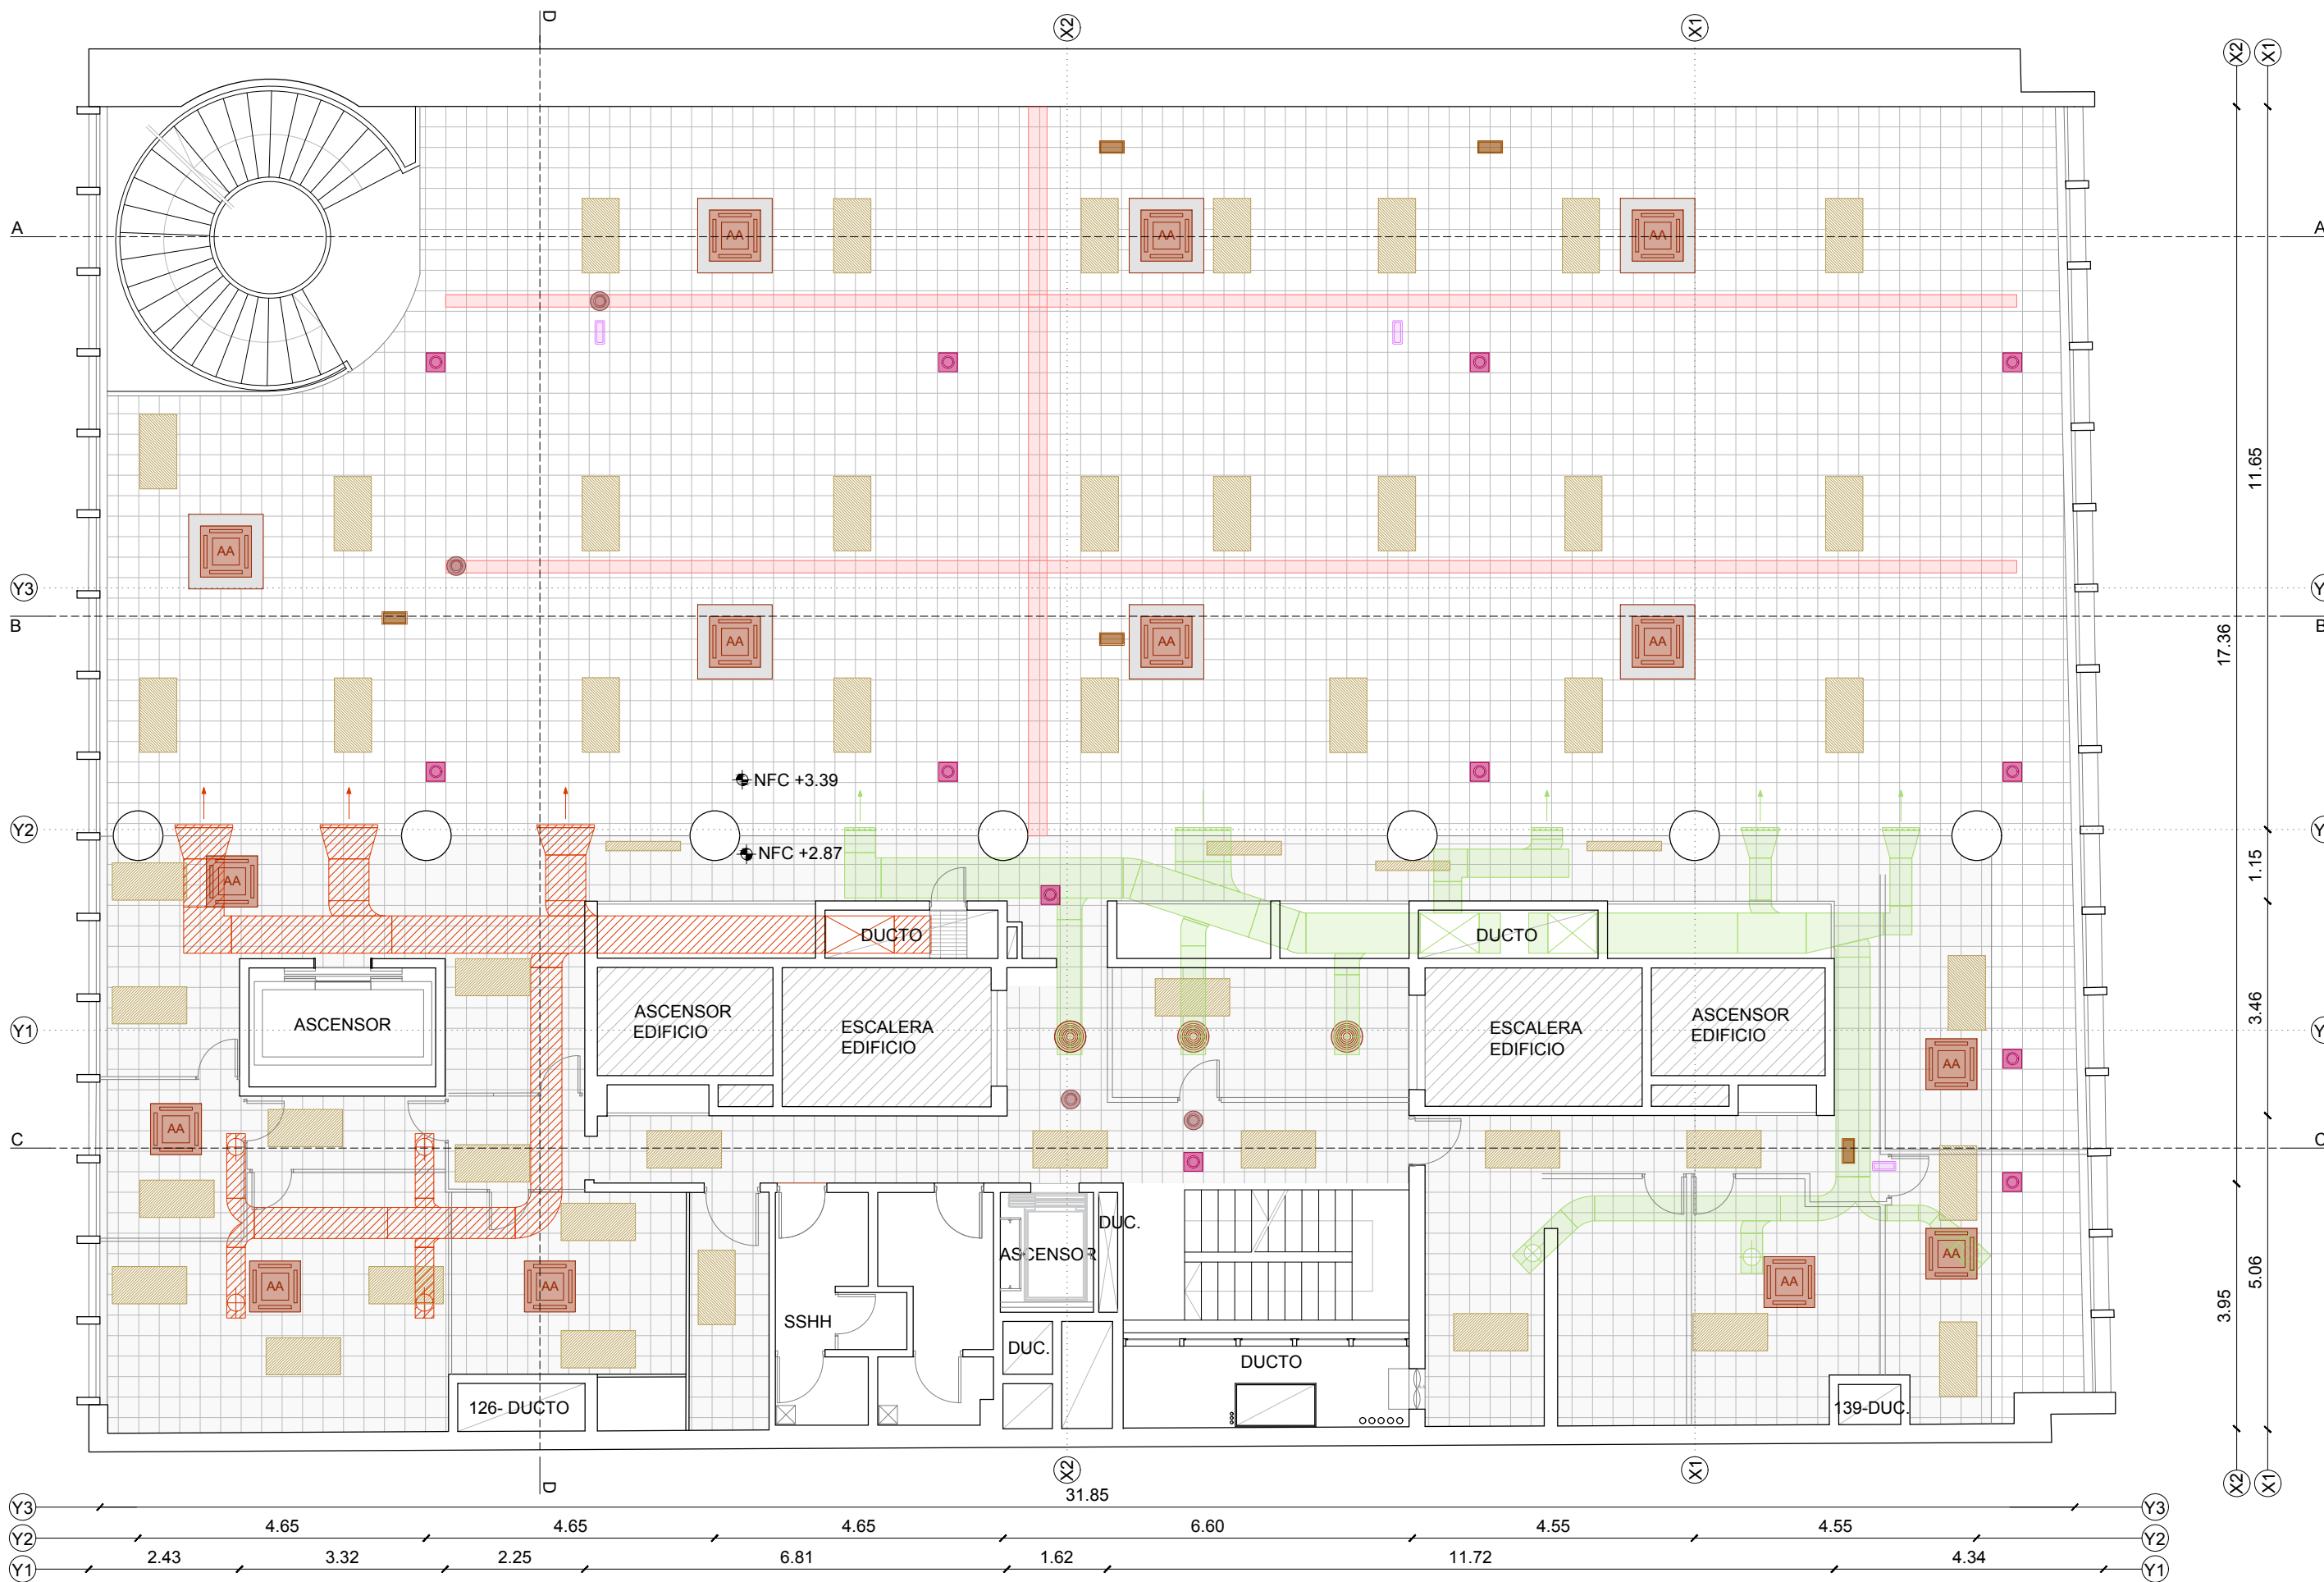 D
X2
X1
X2
X1
A
A
AA
AA
AA
11.65
AA
Y3
Y
B
B
AA
AA
AA
17.36
NFC +3.39
Y2
Y
NFC +2.87
AA
1.15
DUCTO
DUCTO
ASCENSOR
ASCENSOR
EDIFICIO
ESCALERA
EDIFICIO
ESCALERA
EDIFICIO
ASCENSOR
EDIFICIO
3.46
Y1
Y
AA
AA
C
C
DUC.
ASCENSOR
AA
AA
AA
AA
5.06
SSHH
3.95
DUC.
DUCTO
126- DUCTO
139-DUC.
D
X2
X1
X2
X1
Y3
31.85
Y3
Y2
4.65
4.65
4.65
6.60
4.55
4.55
Y2
Y1
2.43
3.32
2.25
6.81
1.62
11.72
4.34
Y1